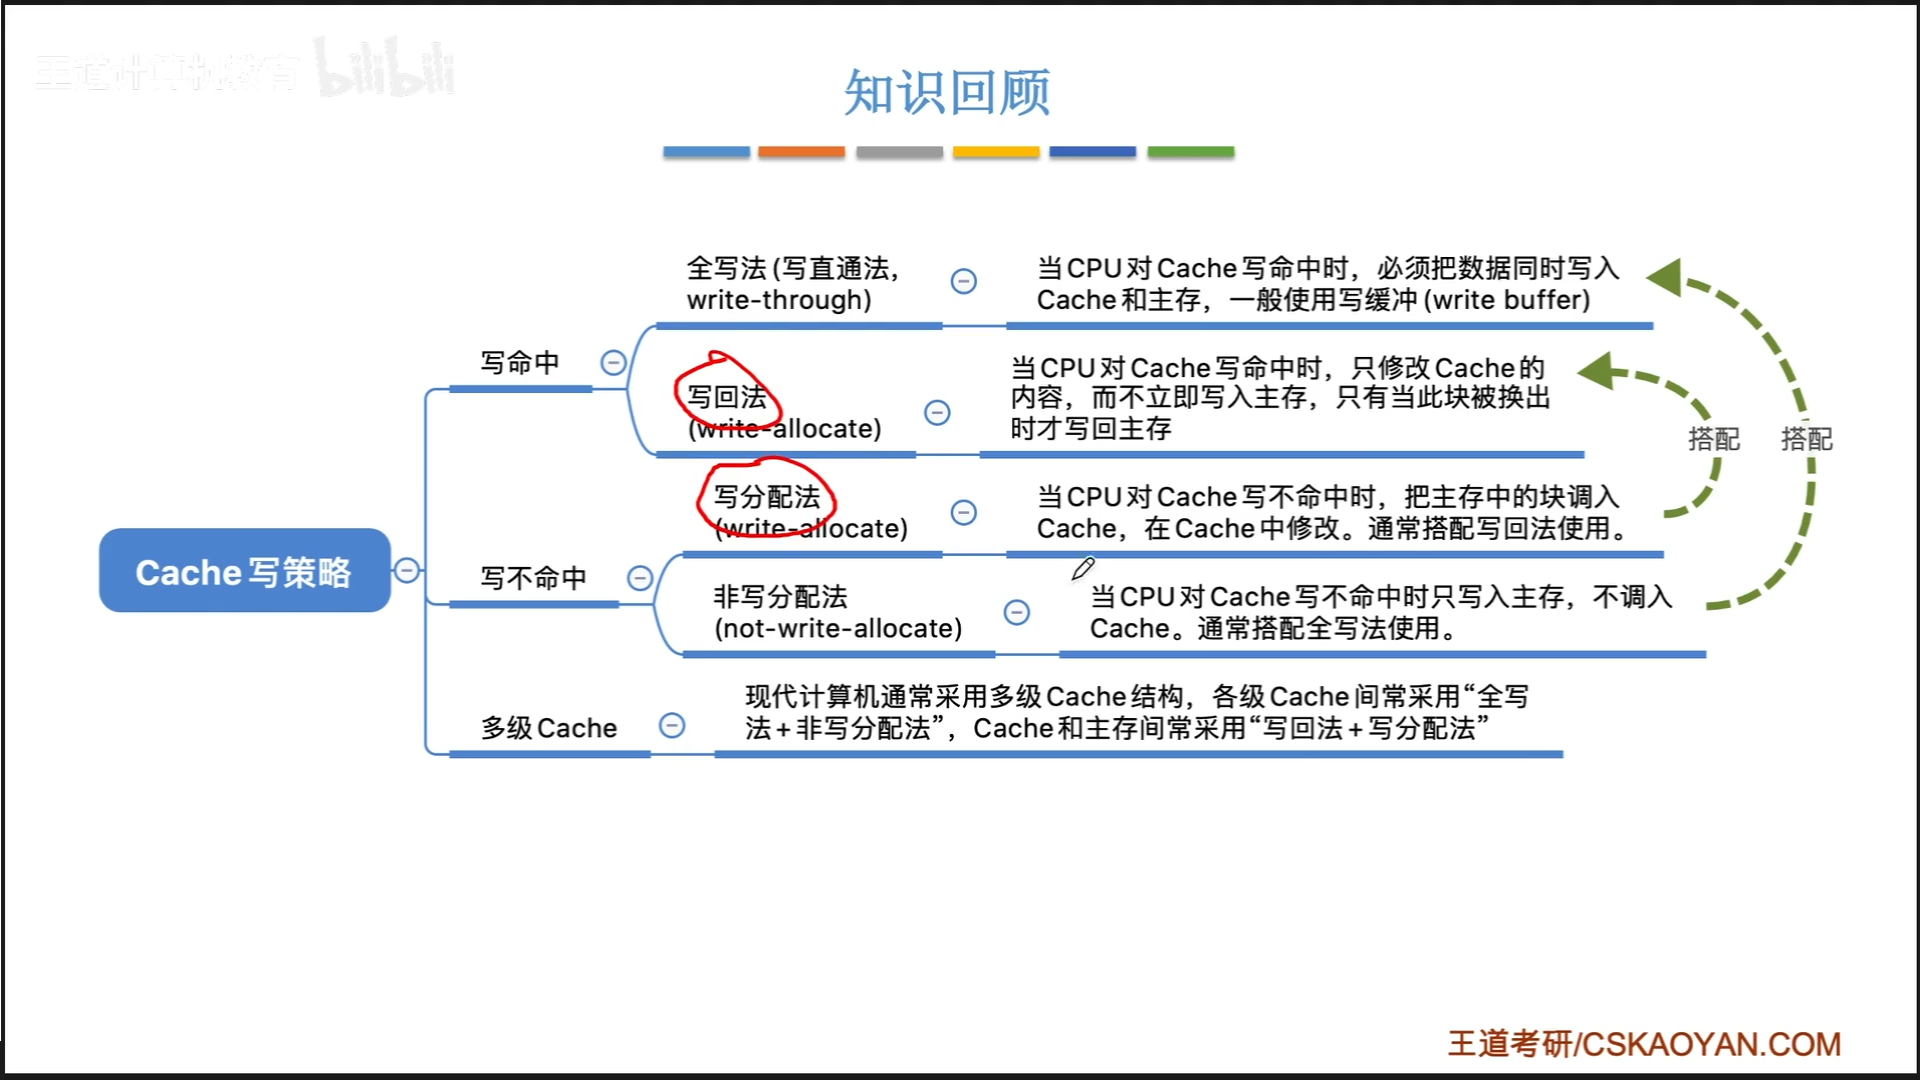 王道计算机教育 bilibili
知识回顾
全写法(写直通法,
write-through)
当CPU对Cache写命中时，必须把数据同时写入
Cache和主存，一般使用写缓冲(write buffer)
写命中
写回法
(write-allocate)
当CPU对Cache写命中时，只修改Cache的
内容，而不立即写入主存，只有当此块被换出
时才写回主存
搭配
搭配
写分配法
(write-allocate)
当CPU对Cache写不命中时，把主存中的块调入
Cache，在Cache中修改。通常搭配写回法使用。
Cache写策略
写不命中
非写分配法
(not-write-allocate)
当CPU对Cache写不命中时只写入主存，不调入
Cache。通常搭配全写法使用。
多级Cache
现代计算机通常采用多级Cache结构，各级Cache间常采用“全写
法+非写分配法”，Cache和主存间常采用“写回法+写分配法”
王道考研/CSKAOYAN.COM